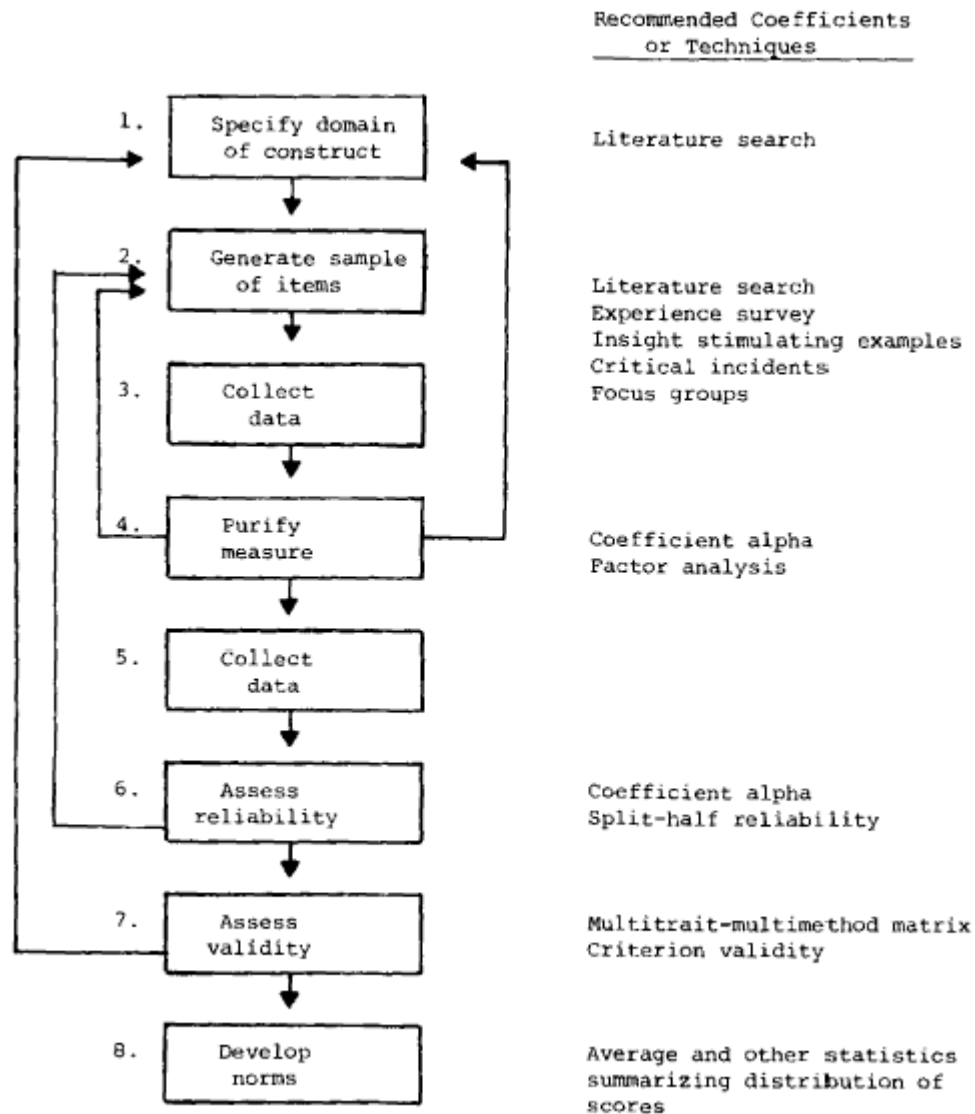 Recommended Coefficients
or Techniques
1. Specify domain
of construct
Literature search
2. Generate sample
of items
Literature search
Experience survey
Insight stimulating examples
Critical incidents
Focus groups
3. Collect
data
4. Purify
measure
Coefficient alpha
Factor analysis
5. Collect
data
6. Assess
reliability
Coefficient alpha
Split-half reliability
7. Assess
validity
Multitrait-multimethod matrix
Criterion validity
8. Develop
norms
Average and other statistics
summarizing distribution of
scores